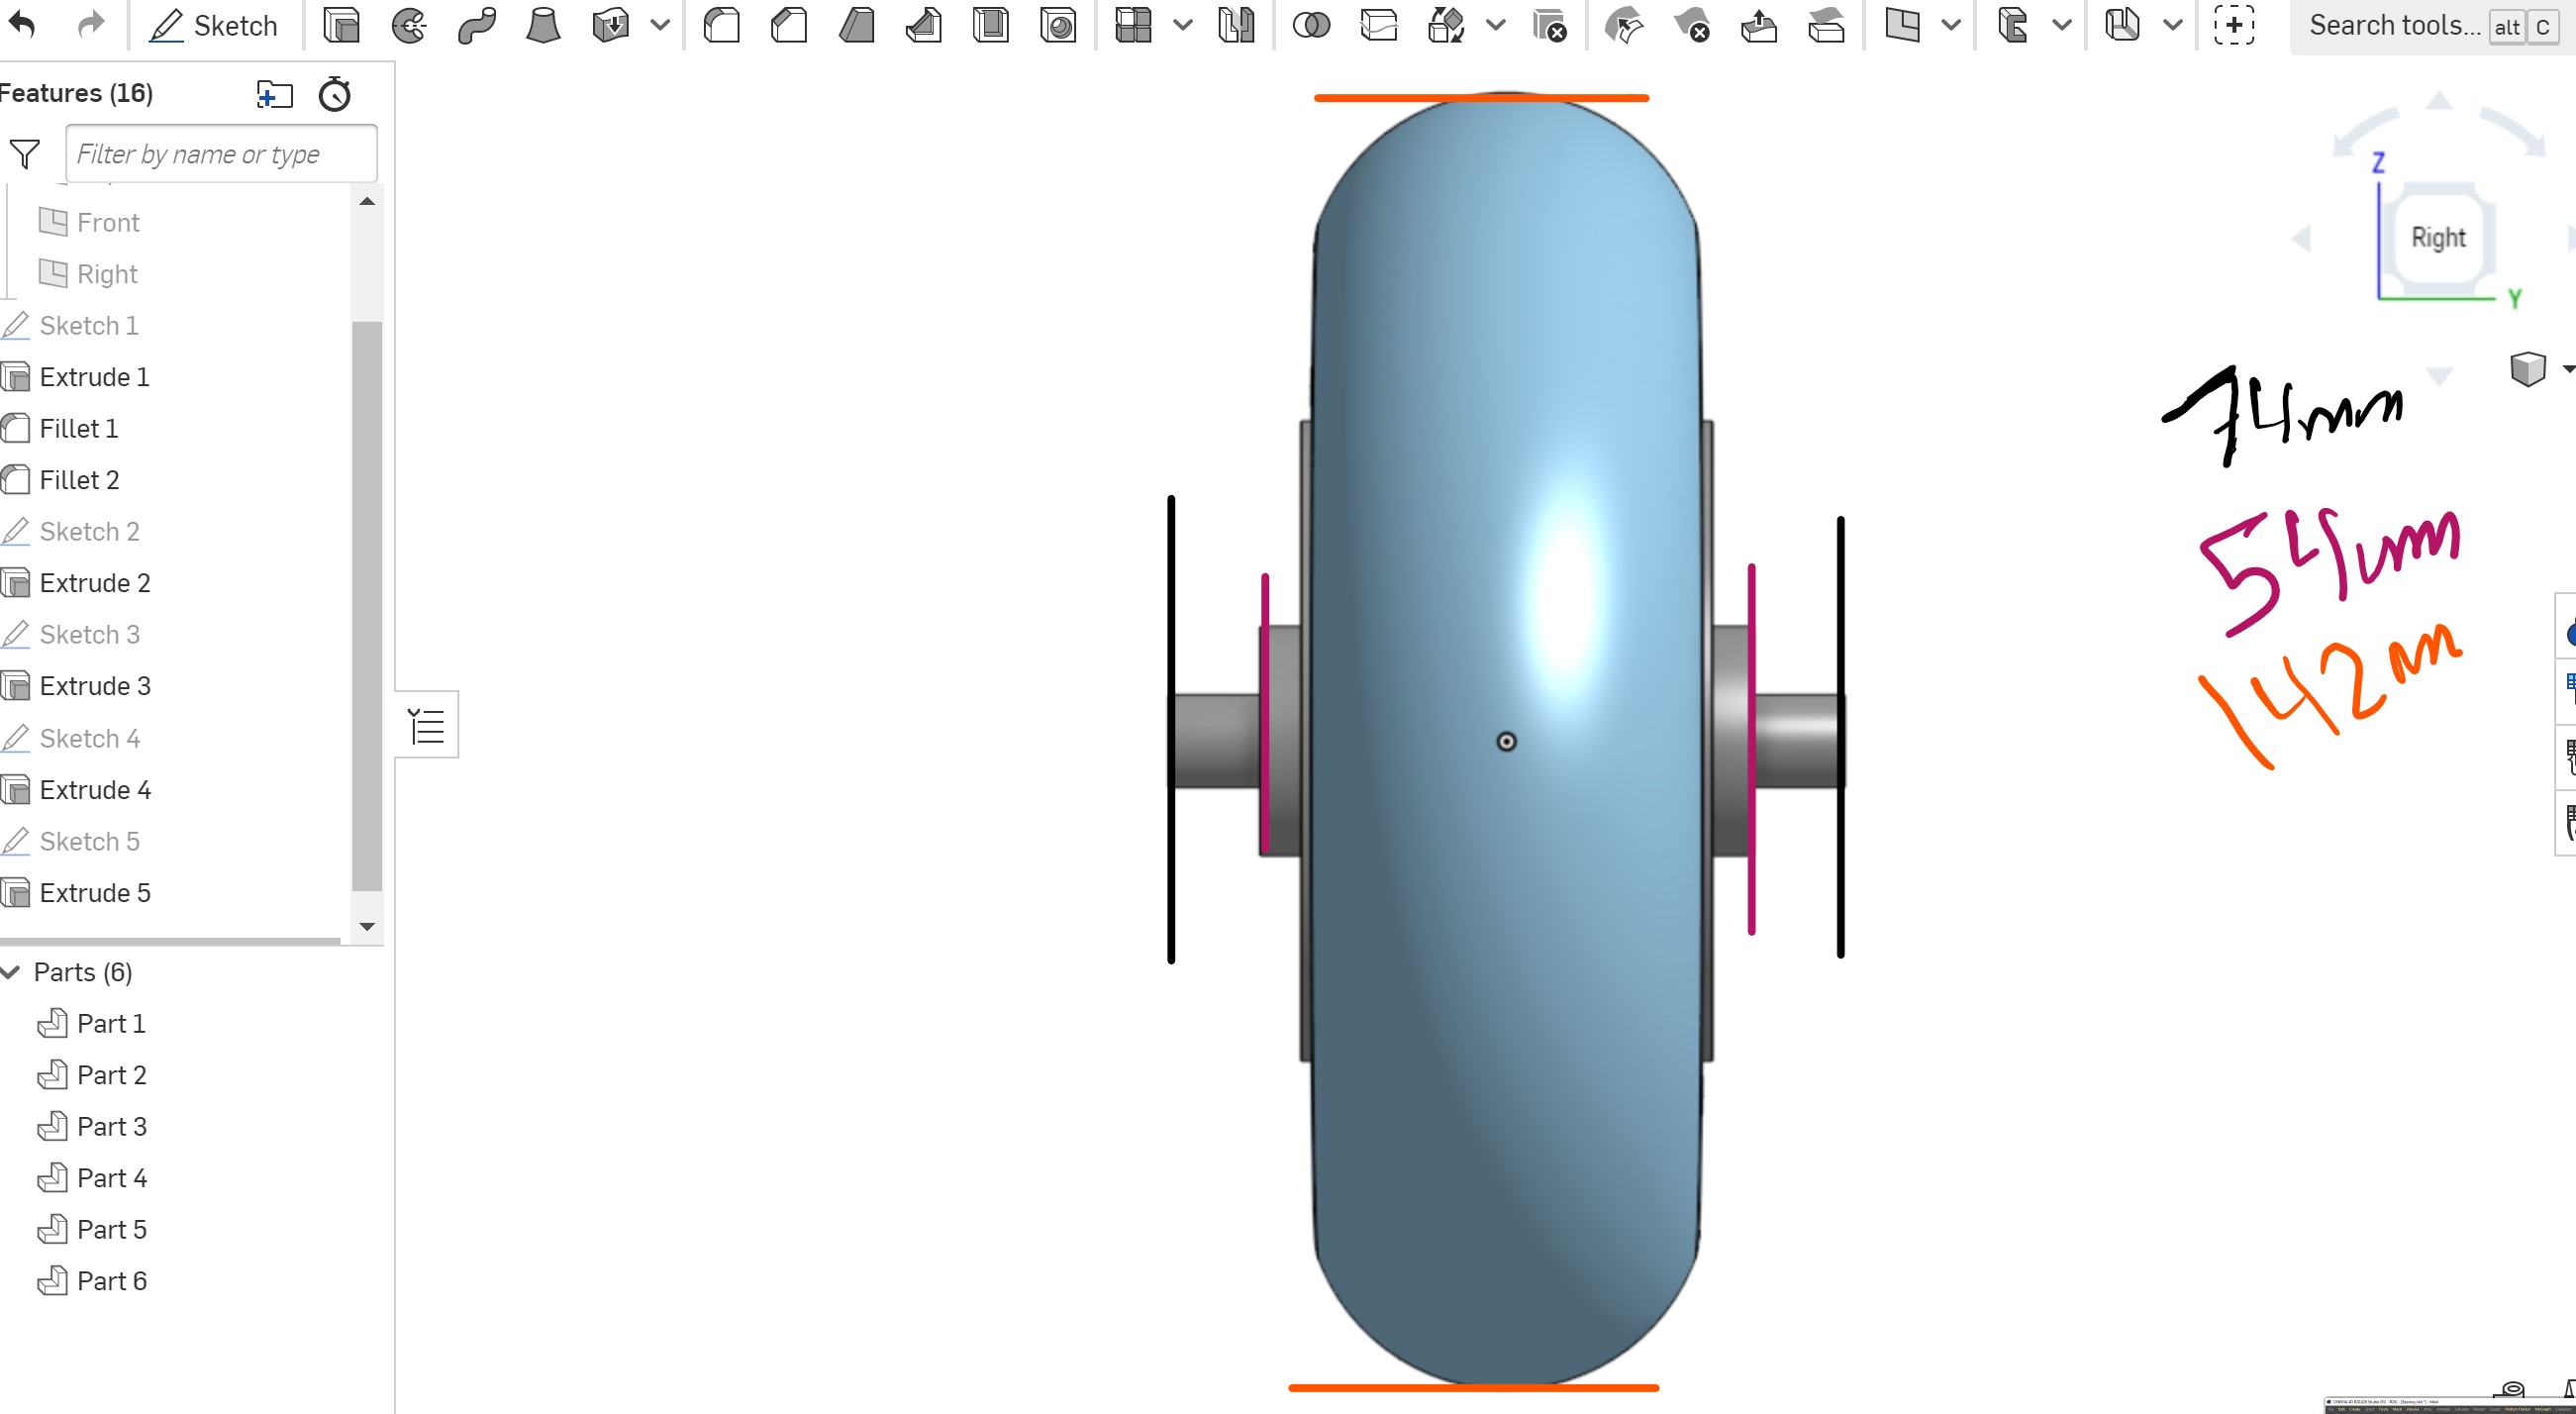 Sketch
Search tools... alt C
Features (16)
Filter by name or type
Front
Right
Sketch 1
Extrude 1
Fillet 1
Fillet 2
Sketch 2
Extrude 2
Sketch 3
Extrude 3
Sketch 4
Extrude 4
Sketch 5
Extrude 5
Parts (6)
Part 1
Part 2
Part 3
Part 4
Part 5
Part 6
Z
Right
Y
74mm
54mm
142m